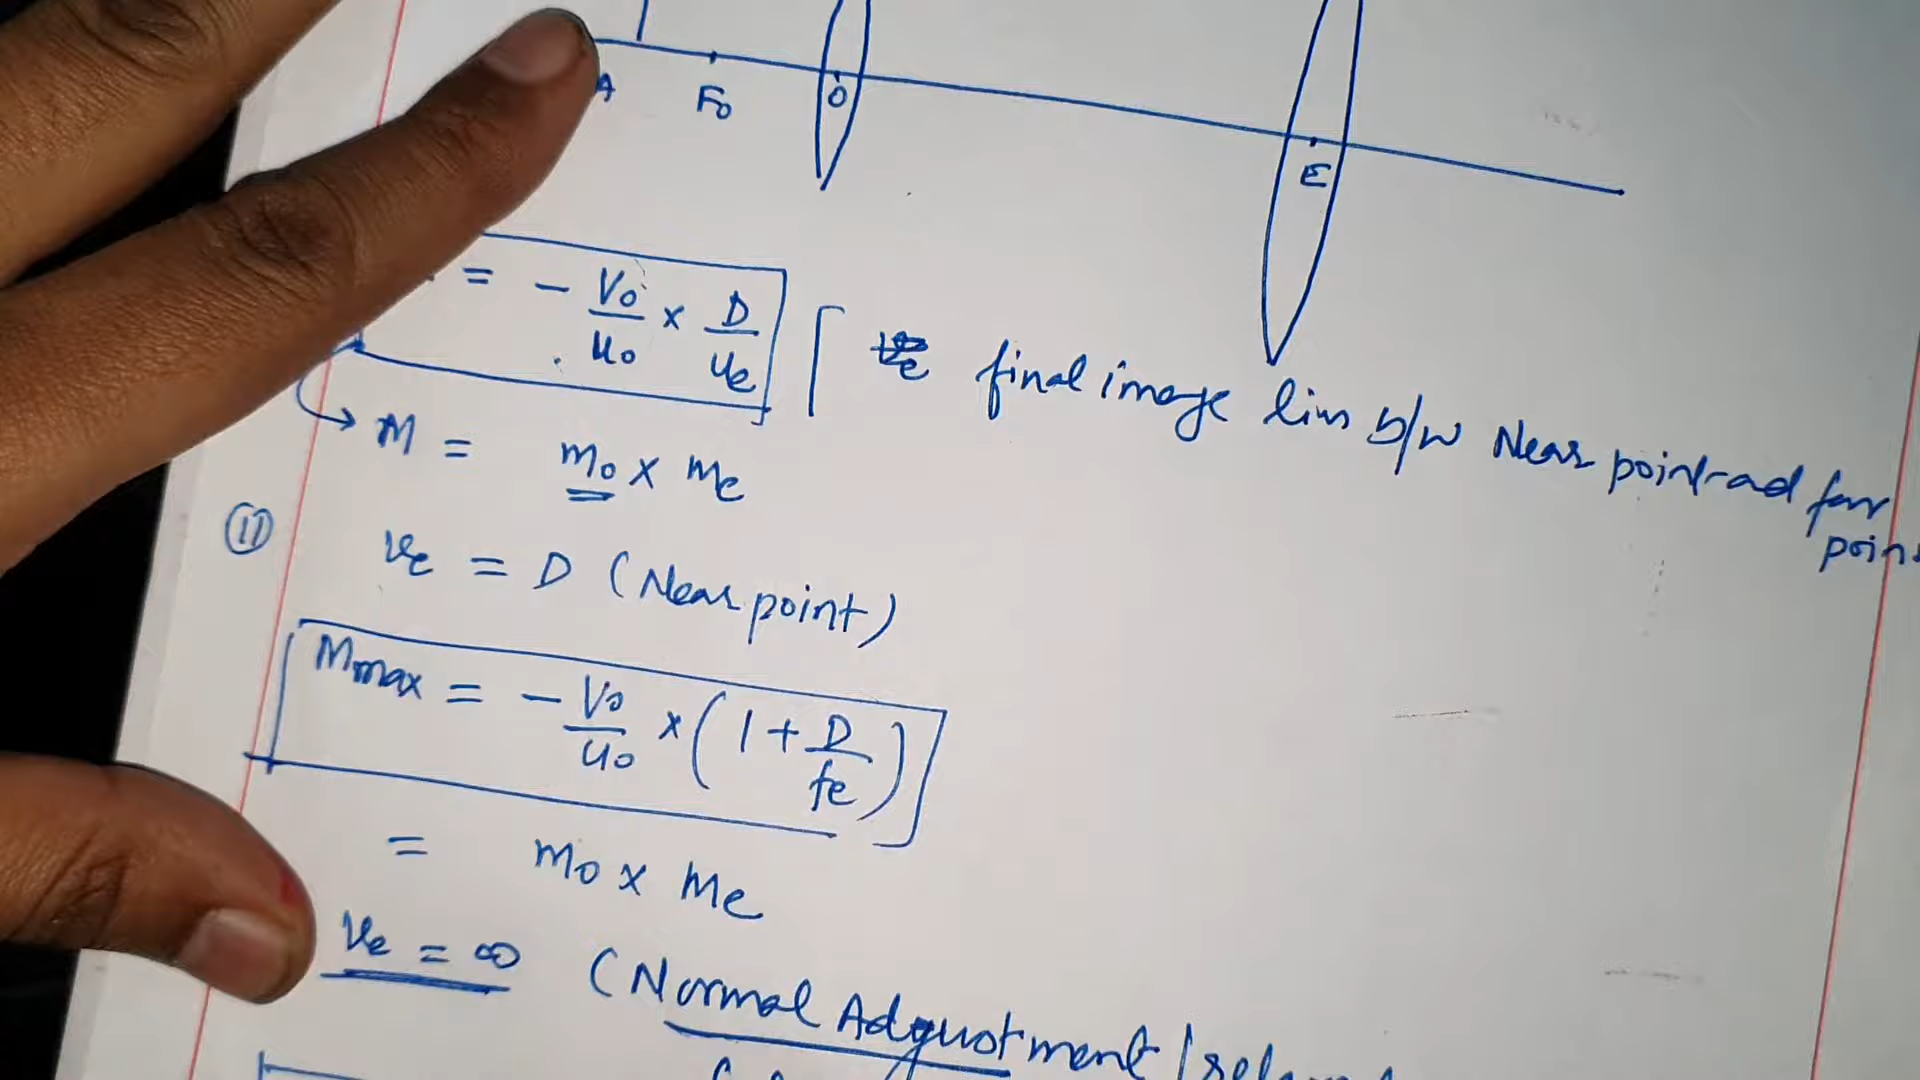 A F₀ O E
= - V₀/u₀ × D/ue
final image lies b/w Near point and far point
M = m₀ × me
(ii) ve = D (Near point)
Mmax = - V₀/u₀ × (1 + D/fe)
= m₀ × me
ve = ∞ (Normal Adjustment /